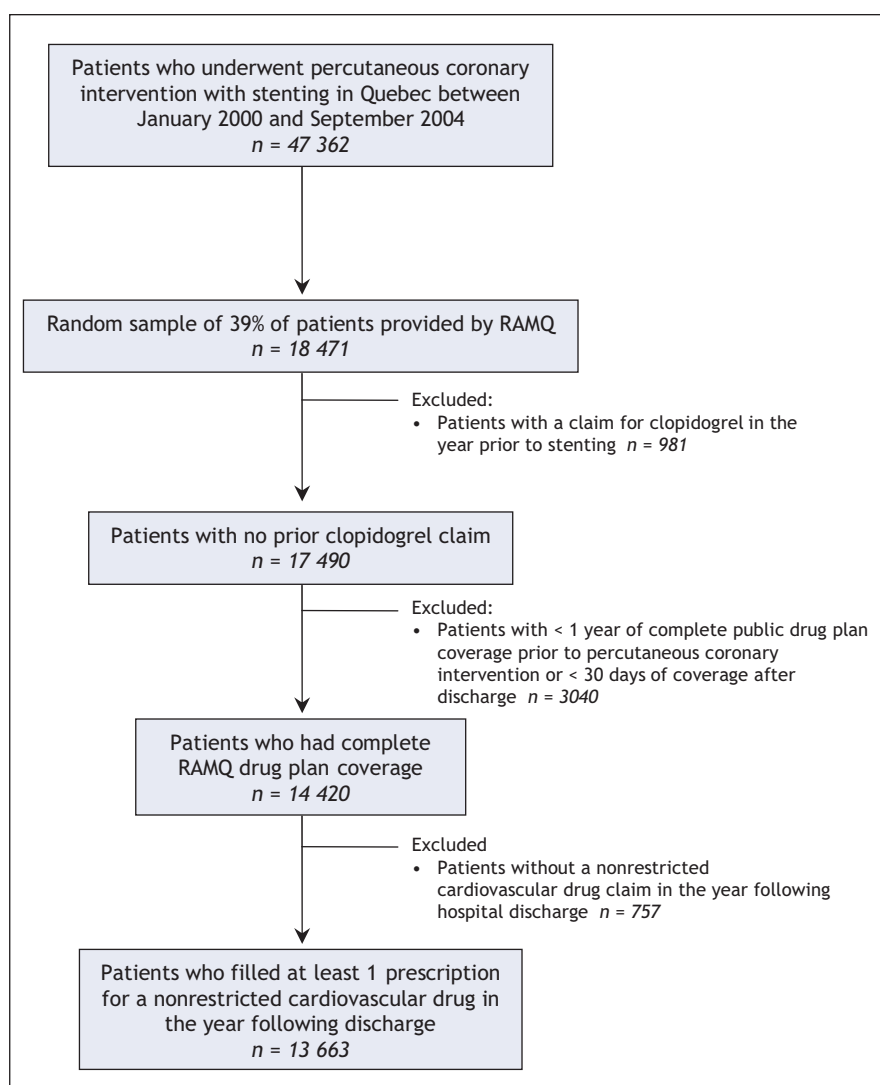 Patients who underwent percutaneous coronary
intervention with stenting in Quebec between
January 2000 and September 2004
n = 47 362
Random sample of 39% of patients provided by RAMQ
n = 18 471
Excluded:
• Patients with a claim for clopidogrel in the
year prior to stenting n = 981
Patients with no prior clopidogrel claim
n = 17 490
Excluded:
• Patients with < 1 year of complete public drug plan
coverage prior to percutaneous coronary
intervention or < 30 days of coverage after
discharge n = 3040
Patients who had complete
RAMQ drug plan coverage
n = 14 420
Excluded
• Patients without a nonrestricted
cardiovascular drug claim in the year following
hospital discharge n = 757
Patients who filled at least 1 prescription
for a nonrestricted cardiovascular drug in
the year following discharge
n = 13 663